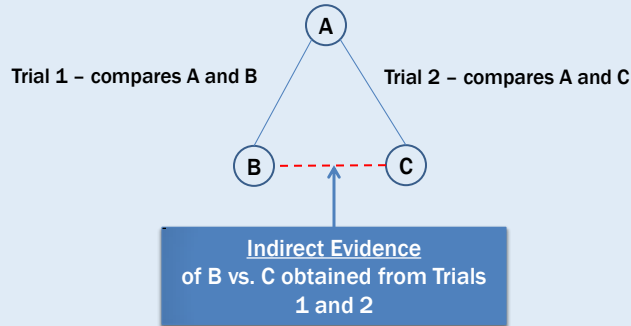 A
Trial 1 – compares A and B
Trial 2 – compares A and C
B
C
Indirect Evidence
of B vs. C obtained from Trials
1 and 2